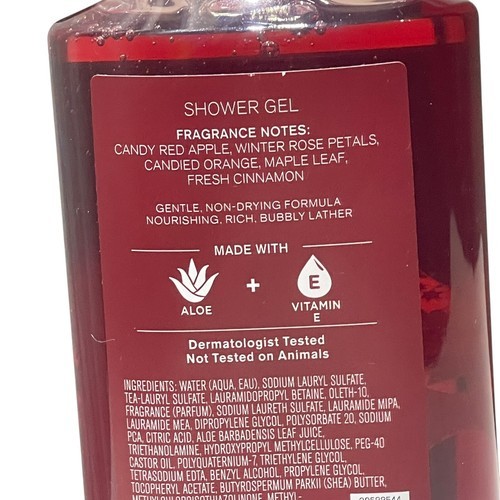 SHOWER GEL
FRAGRANCE NOTES:
CANDY RED APPLE, WINTER ROSE PETALS,
CANDIED ORANGE, MAPLE LEAF,
FRESH CINNAMON
GENTLE, NON-DRYING FORMULA
NOURISHING, RICH, BUBBLY LATHER
MADE WITH
ALOE
+
E
VITAMIN
E
Dermatologist Tested
Not Tested on Animals
INGREDIENTS: WATER (AQUA, EAU), SODIUM LAURYL SULFATE,
TEA-LAURYL SULFATE, LAURAMIDOPROPYL BETAINE, OLETH-10,
FRAGRANCE (PARFUM), SODIUM LAURETH SULFATE, LAURAMIDE MIPA,
LAURAMIDE MEA, DIPROPYLENE GLYCOL, POLYSORBATE 20, SODIUM
PCA, CITRIC ACID, ALOE BARBADENSIS LEAF JUICE,
TRIETHANOLAMINE, HYDROXYPROPYL METHYLCELLULOSE, PEG-40
CASTOR OIL, POLYQUATERNIUM-7, TRIETHYLENE GLYCOL,
TETRASODIUM EDTA, BENZYL ALCOHOL, PROPYLENE GLYCOL,
TOCOPHERYL ACETATE, BUTYROSPERMUM PARKII (SHEA) BUTTER,